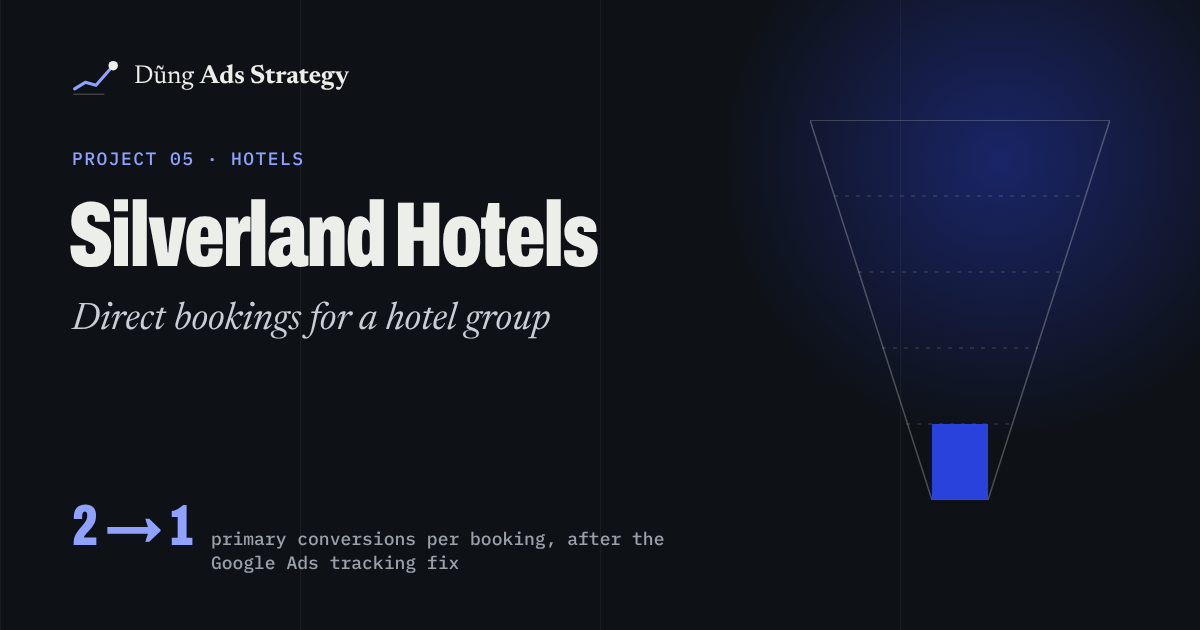 Dũng Ads Strategy
PROJECT 05 · HOTELS
Silverland Hotels
Direct bookings for a hotel group
2 → 1
primary conversions per booking, after the
Google Ads tracking fix